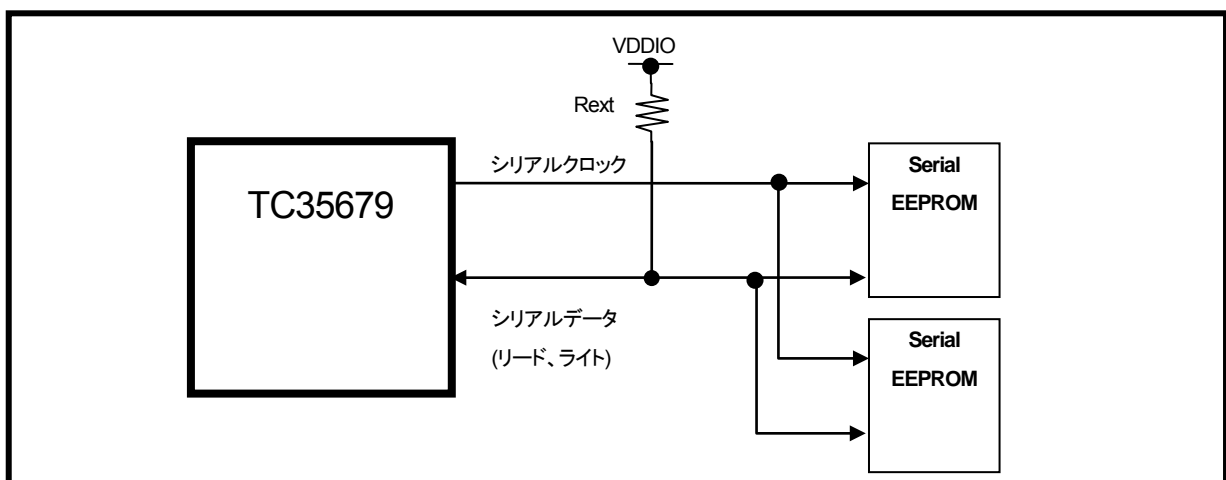 VDDIO
Rext
シリアルクロック
TC35679
Serial
EEPROM
シリアルデータ
(リード、ライト)
Serial
EEPROM